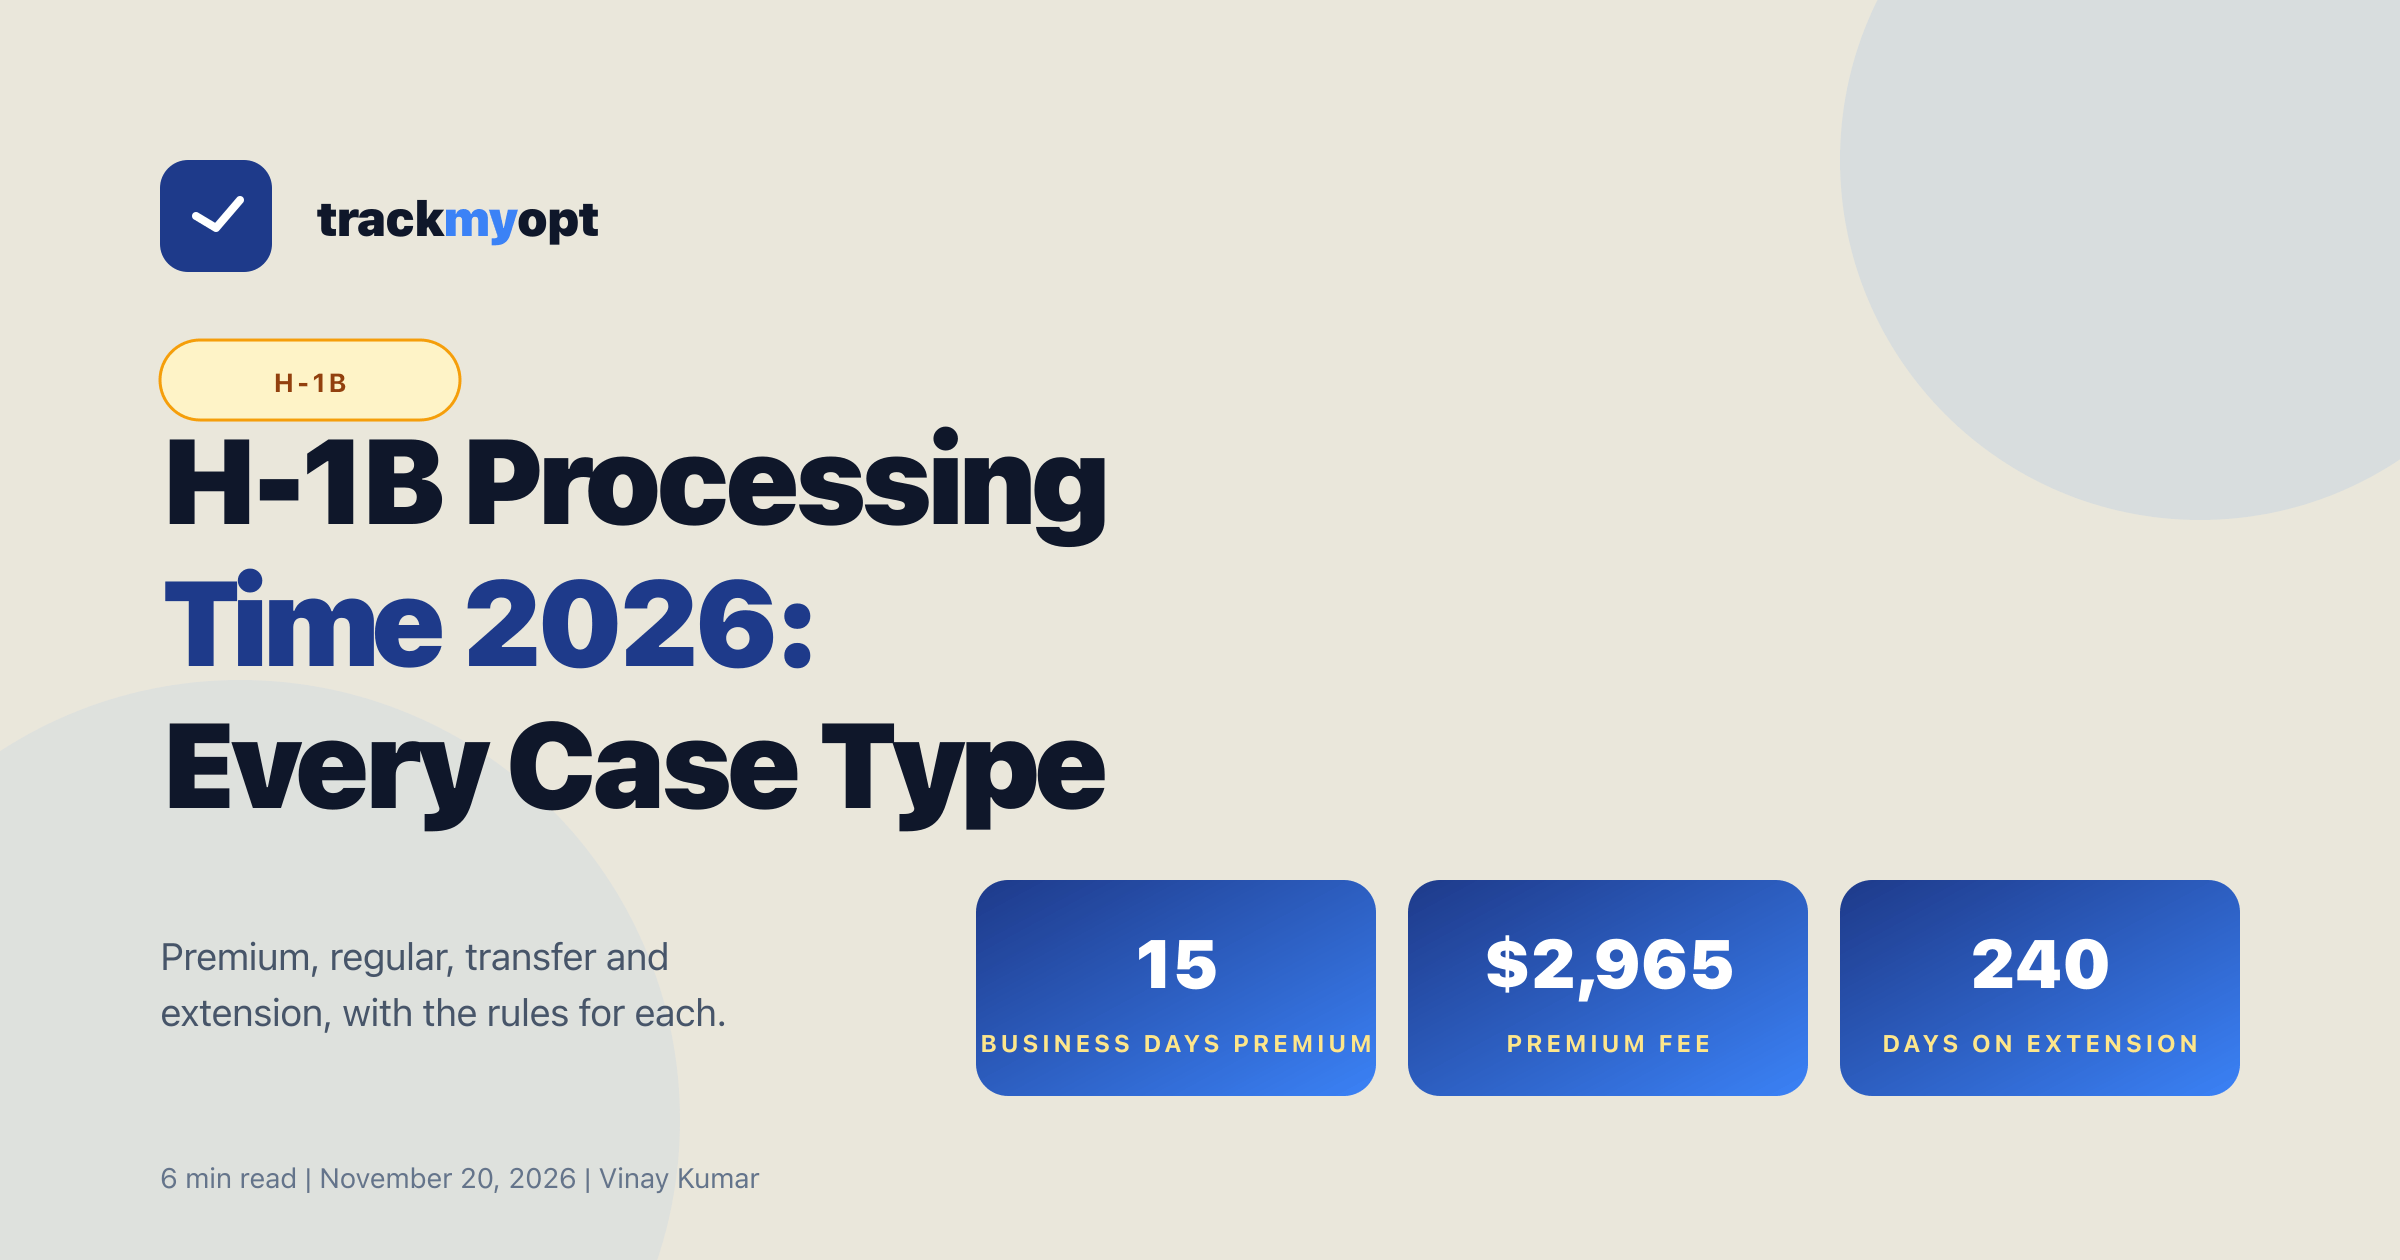 trackmyopt
H-1B
H-1B Processing
Time 2026:
Every Case Type
Premium, regular, transfer and
extension, with the rules for each.
15
BUSINESS DAYS PREMIUM
$2,965
PREMIUM FEE
240
DAYS ON EXTENSION
6 min read | November 20, 2026 | Vinay Kumar